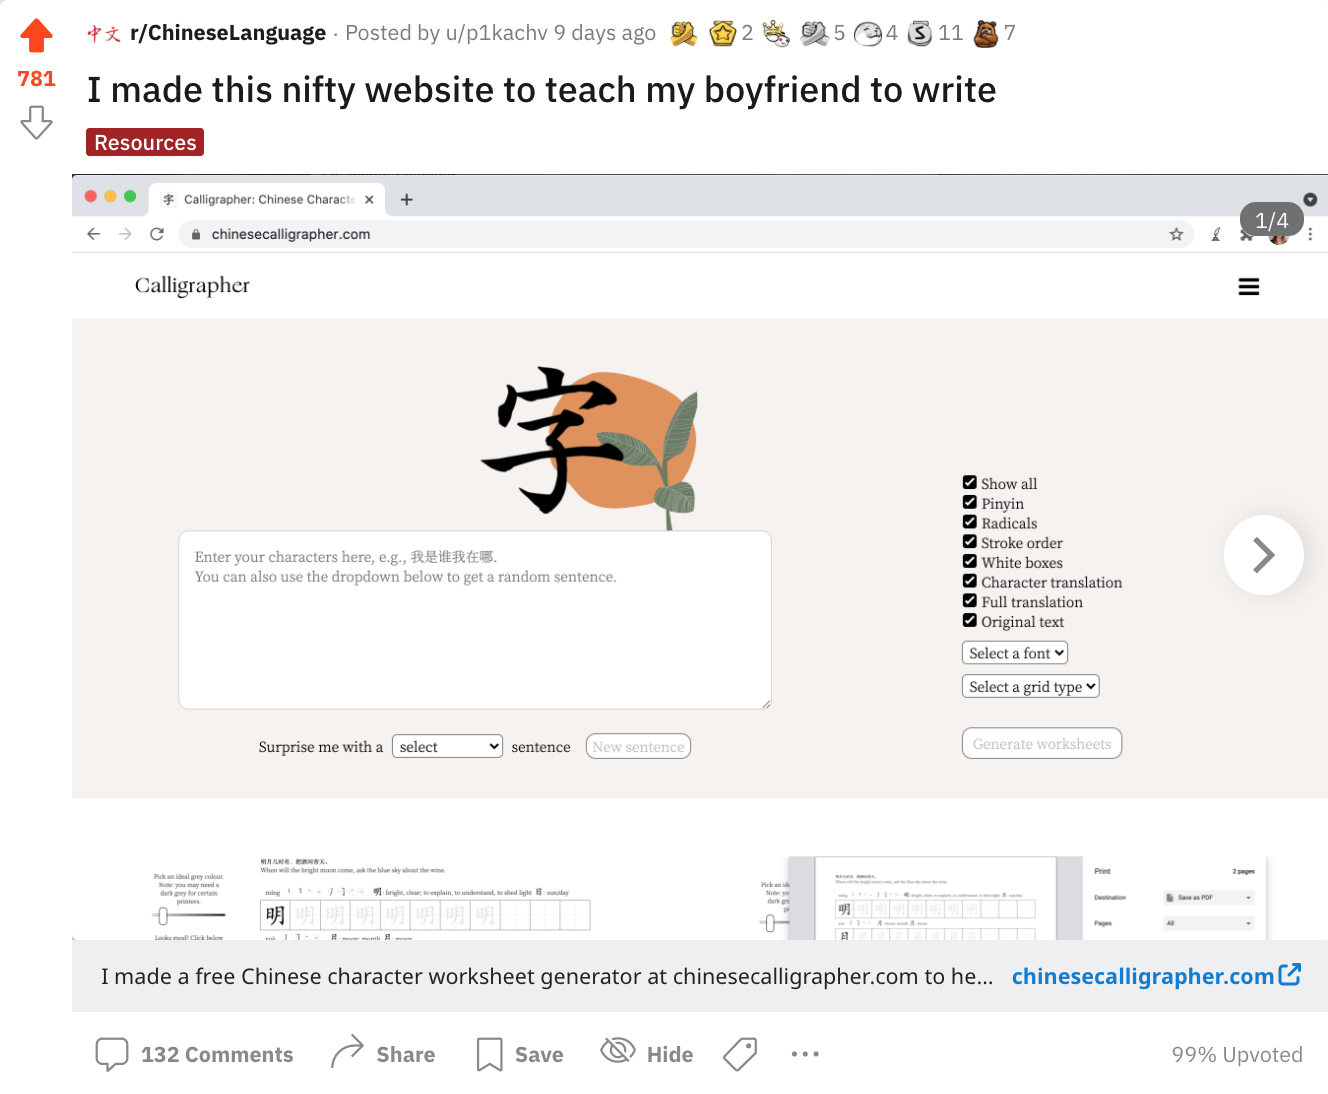 中文 r/ChineseLanguage · Posted by u/p1kachv 9 days ago 2 5 4 11 7
781
I made this nifty website to teach my boyfriend to write
Resources
字 Calligrapher: Chinese Characte
chinesecalligrapher.com
1/4
Calligrapher
字
Show all
Pinyin
Radicals
Stroke order
White boxes
Character translation
Full translation
Original text
Select a font
Select a grid type
Generate worksheets
Enter your characters here, e.g., 我是谁我在哪.
You can also use the dropdown below to get a random sentence.
Surprise me with a select sentence New sentence
Pick an ideal grey colour.
Note: you may need a
dark grey for certain
printers.
Looks good? Click below
明月几时有，把酒问青天。
When will the bright moon come, ask the blue sky about the wine.
míng 明: bright, clear; to explain, to understand, to shed light 日: sun/day
明 明 明 明 明 明 明
yuè 月: moon; month 月: moon
Print 2 pages
Destination Save as PDF
Pages All
I made a free Chinese character worksheet generator at chinesecalligrapher.com to he... chinesecalligrapher.com
132 Comments Share Save Hide 99% Upvoted